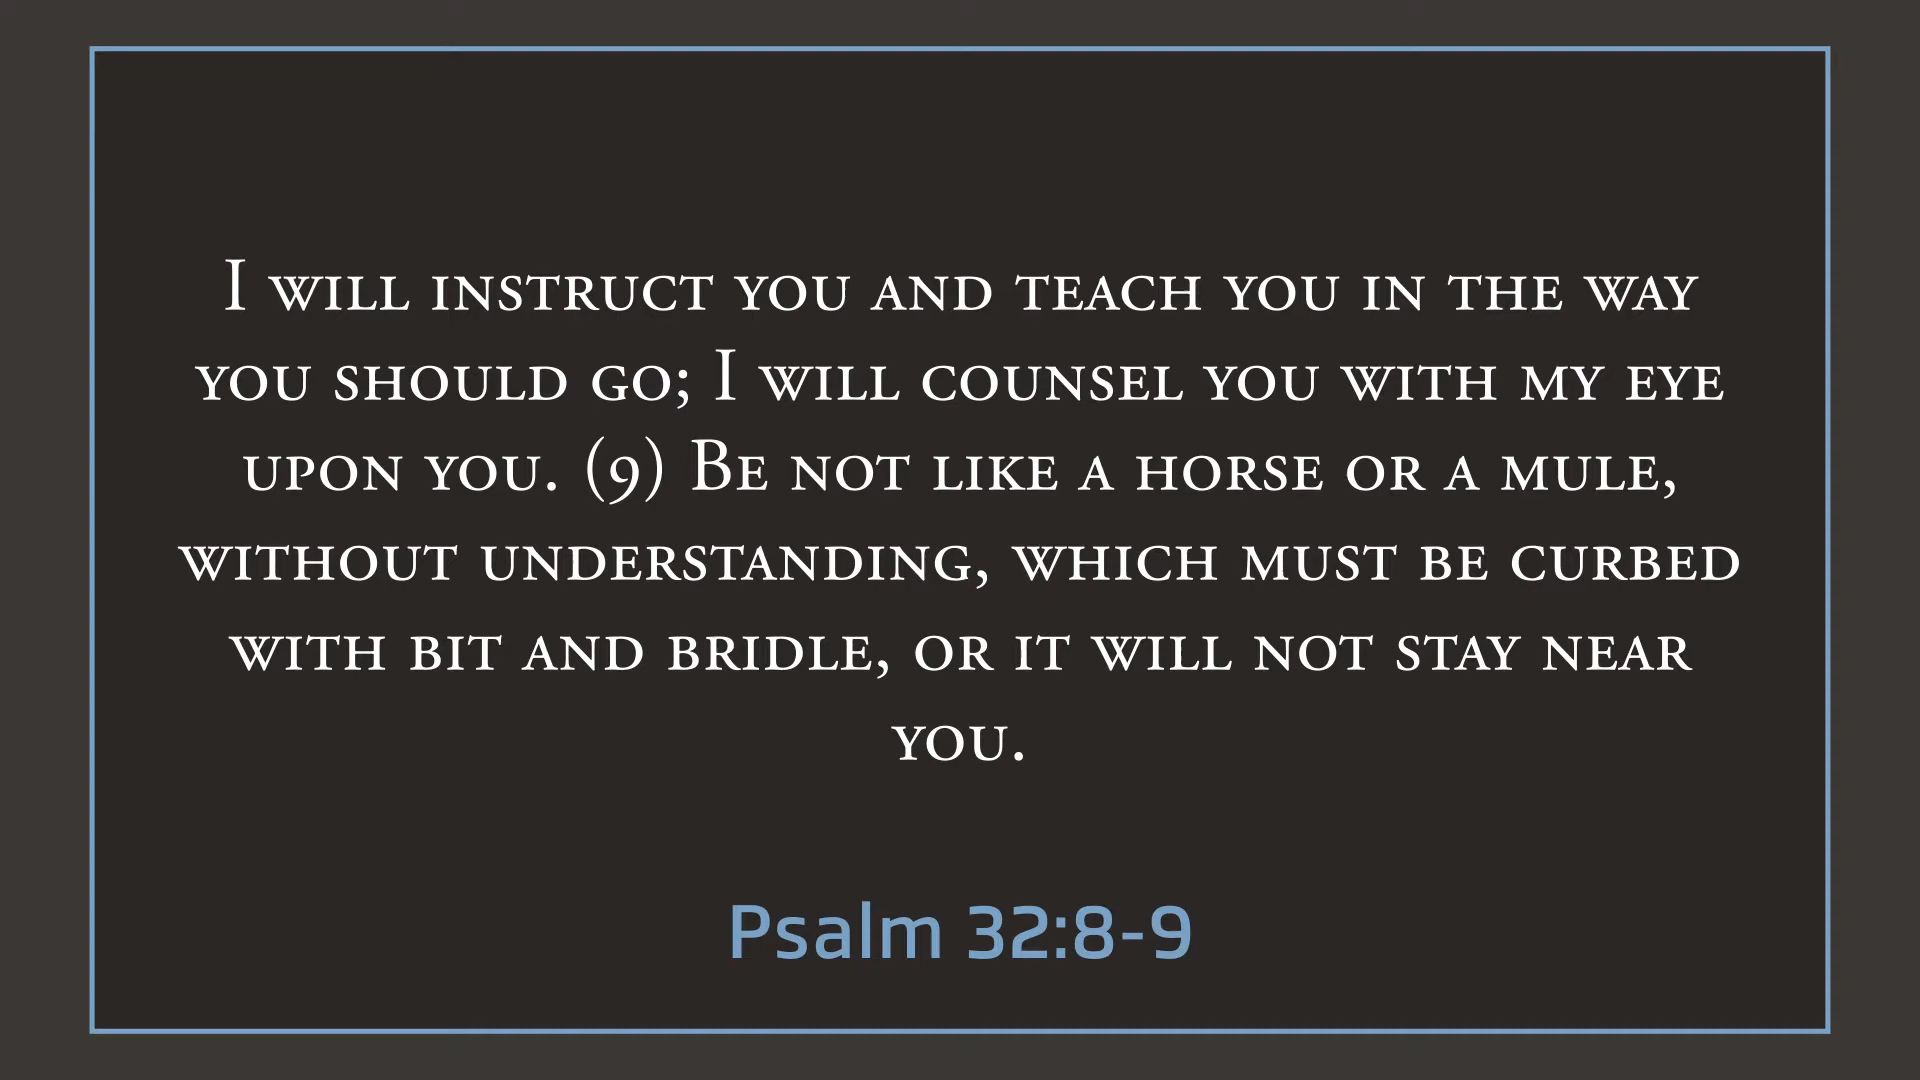 I will instruct you and teach you in the way
you should go; I will counsel you with my eye
upon you. (9) Be not like a horse or a mule,
without understanding, which must be curbed
with bit and bridle, or it will not stay near
you.
Psalm 32:8-9